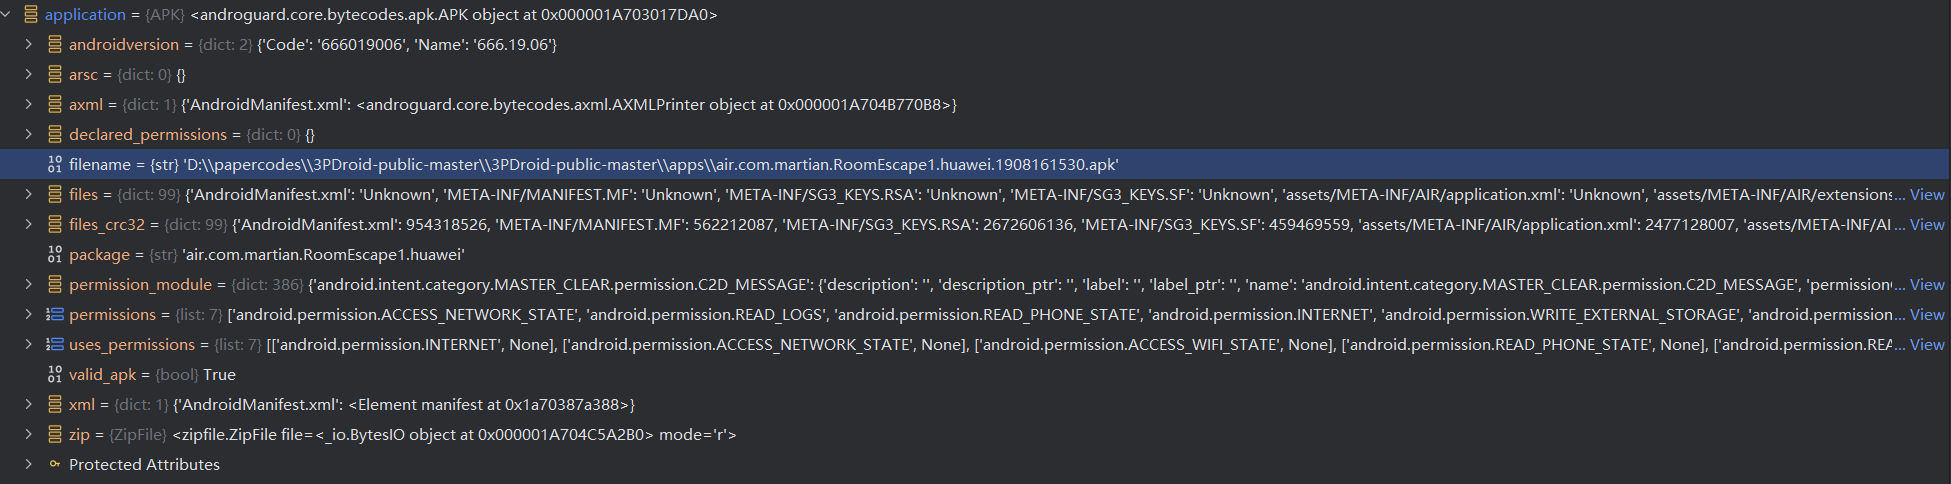 application = {APK} <androguard.core.bytecodes.apk.APK object at 0x000001A703017DA0>
androidversion = {dict: 2} {'Code': '666019006', 'Name': '666.19.06'}
arsc = {dict: 0} {}
axml = {dict: 1} {'AndroidManifest.xml': <androguard.core.bytecodes.axml.AXMLPrinter object at 0x000001A704B770B8>}
declared_permissions = {dict: 0} {}
filename = {str} 'D:\\papercodes\\3PDroid-public-master\\3PDroid-public-master\\apps\\air.com.martian.RoomEscape1.huawei.1908161530.apk'
files = {dict: 99} {'AndroidManifest.xml': 'Unknown', 'META-INF/MANIFEST.MF': 'Unknown', 'META-INF/SG3_KEYS.RSA': 'Unknown', 'META-INF/SG3_KEYS.SF': 'Unknown', 'assets/META-INF/AIR/application.xml': 'Unknown', 'assets/META-INF/AIR/extensions... View
files_crc32 = {dict: 99} {'AndroidManifest.xml': 954318526, 'META-INF/MANIFEST.MF': 562212087, 'META-INF/SG3_KEYS.RSA': 2672606136, 'META-INF/SG3_KEYS.SF': 459469559, 'assets/META-INF/AIR/application.xml': 2477128007, 'assets/META-INF/AI... View
package = {str} 'air.com.martian.RoomEscape1.huawei'
permission_module = {dict: 386} {'android.intent.category.MASTER_CLEAR.permission.C2D_MESSAGE': {'description': '', 'description_ptr': '', 'label': '', 'label_ptr': '', 'name': 'android.intent.category.MASTER_CLEAR.permission.C2D_MESSAGE', 'permission... View
permissions = {list: 7} ['android.permission.ACCESS_NETWORK_STATE', 'android.permission.READ_LOGS', 'android.permission.READ_PHONE_STATE', 'android.permission.INTERNET', 'android.permission.WRITE_EXTERNAL_STORAGE', 'android.permission... View
uses_permissions = {list: 7} [['android.permission.INTERNET', None], ['android.permission.ACCESS_NETWORK_STATE', None], ['android.permission.ACCESS_WIFI_STATE', None], ['android.permission.READ_PHONE_STATE', None], ['android.permission.REA... View
valid_apk = {bool} True
xml = {dict: 1} {'AndroidManifest.xml': <Element manifest at 0x1a70387a388>}
zip = {ZipFile} <zipfile.ZipFile file=<_io.BytesIO object at 0x000001A704C5A2B0> mode='r'>
Protected Attributes